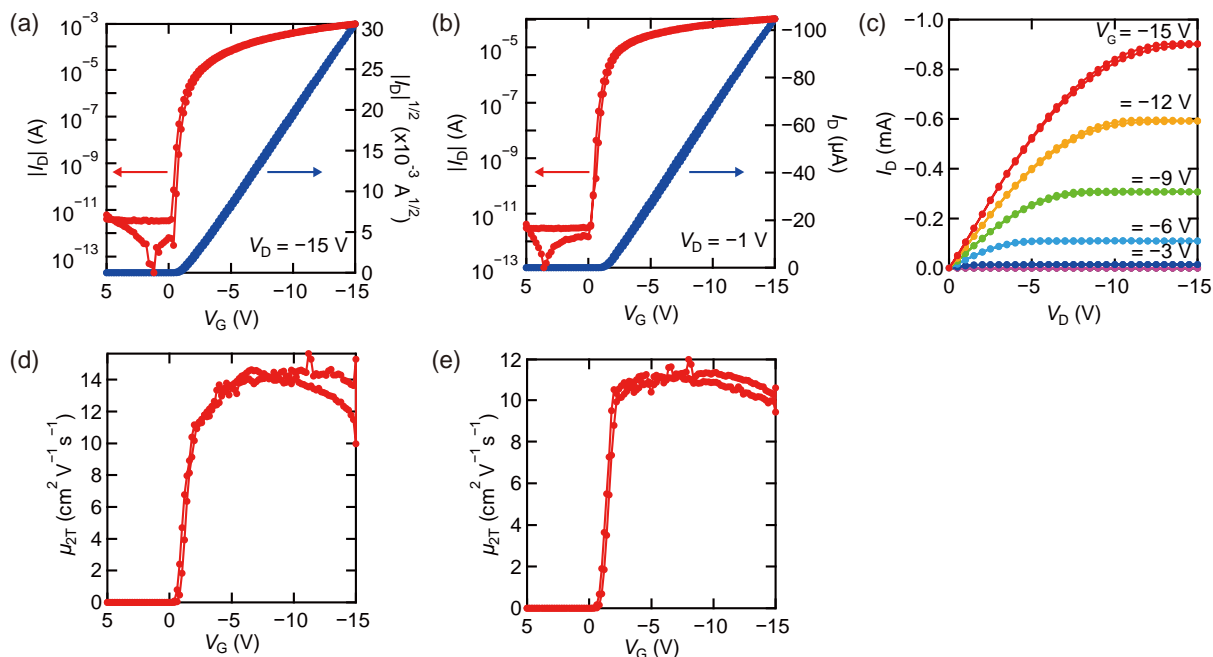 (a)
10⁻³
10⁻⁵
10⁻⁷
10⁻⁹
10⁻¹¹
10⁻¹³
|I_D| (A)
30
25
20
15
10
5
0
|I_D|^1/2 (x10⁻³ A^1/2)
V_D = −15 V
5 0 −5 −10 −15
V_G (V)
(b)
10⁻⁵
10⁻⁷
10⁻⁹
10⁻¹¹
10⁻¹³
|I_D| (A)
−100
−80
−60
−40
−20
0
I_D (μA)
V_D = −1 V
5 0 −5 −10 −15
V_G (V)
(c)
−1.0
−0.8
−0.6
−0.4
−0.2
0.0
I_D (mA)
V_G = −15 V
= −12 V
= −9 V
= −6 V
= −3 V
0 −5 −10 −15
V_D (V)
(d)
14
12
10
8
6
4
2
0
μ_2T (cm² V⁻¹ s⁻¹)
5 0 −5 −10 −15
V_G (V)
(e)
12
10
8
6
4
2
0
μ_2T (cm² V⁻¹ s⁻¹)
5 0 −5 −10 −15
V_G (V)